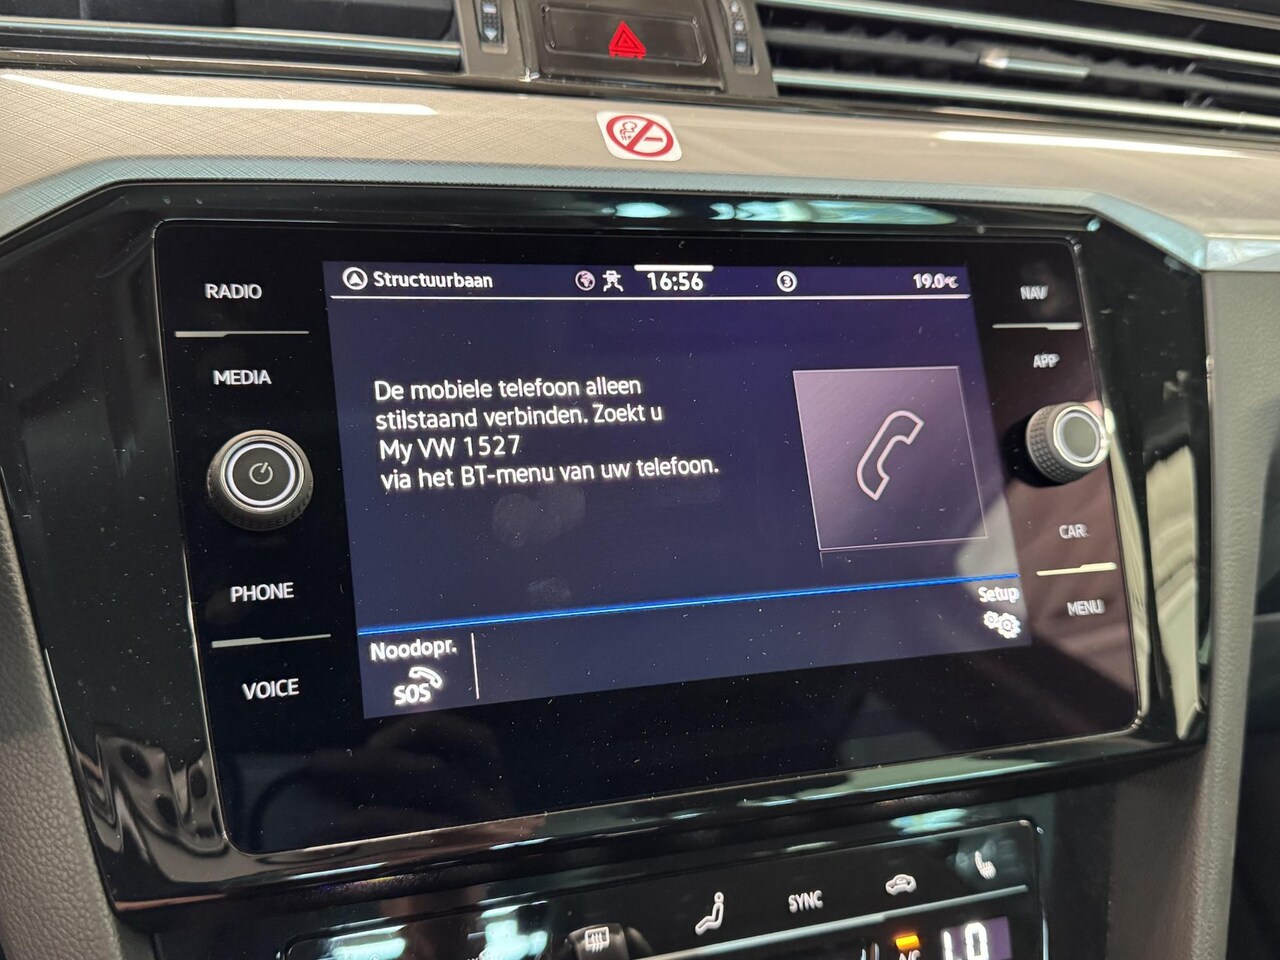 Structuurbaan
16:56
3
19.0°C
RADIO
MEDIA
PHONE
VOICE
De mobiele telefoon alleen
stilstaand verbinden. Zoekt u
My VW 1527
via het BT-menu van uw telefoon.
Noodopr.
SOS
Setup
NAV
APP
CAR
MENU
SYNC
A/C